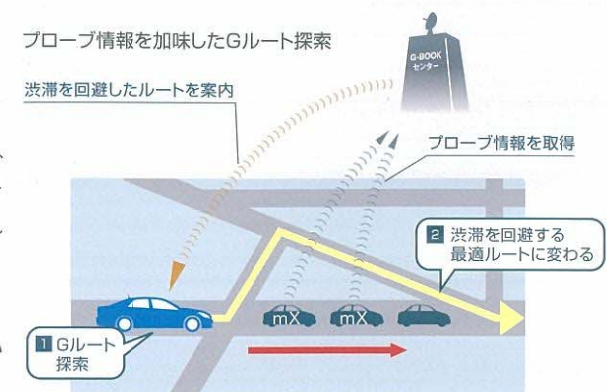 プローブ情報を加味したGルート探索
G-BOOK
センター
渋滞を回避したルートを案内
プローブ情報を取得
2 渋滞を回避する
最適ルートに変わる
mX
mX
1 Gルート
探索